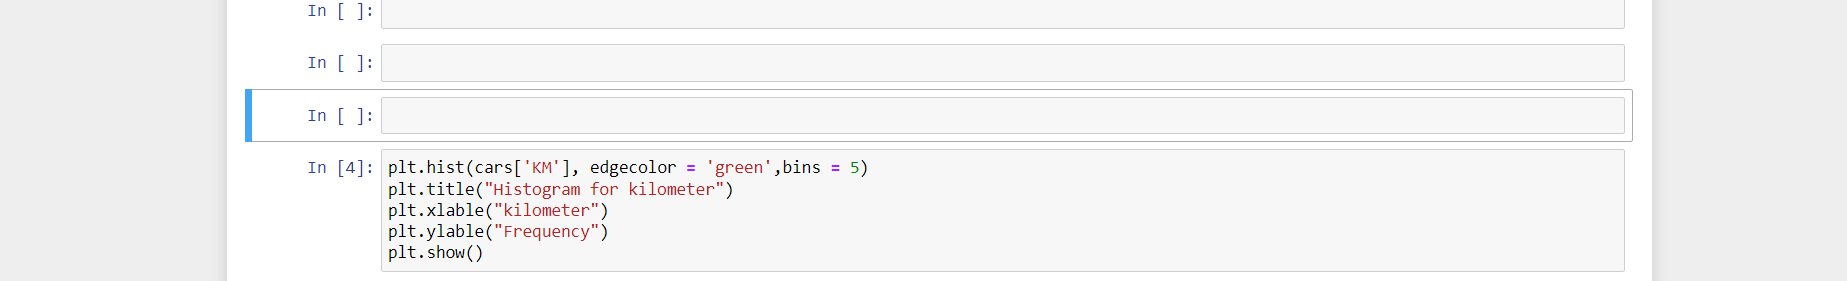 In [ ]:
In [ ]:
In [ ]:
In [4]: plt.hist(cars['KM'], edgecolor = 'green',bins = 5)
plt.title("Histogram for kilometer")
plt.xlable("kilometer")
plt.ylable("Frequency")
plt.show()